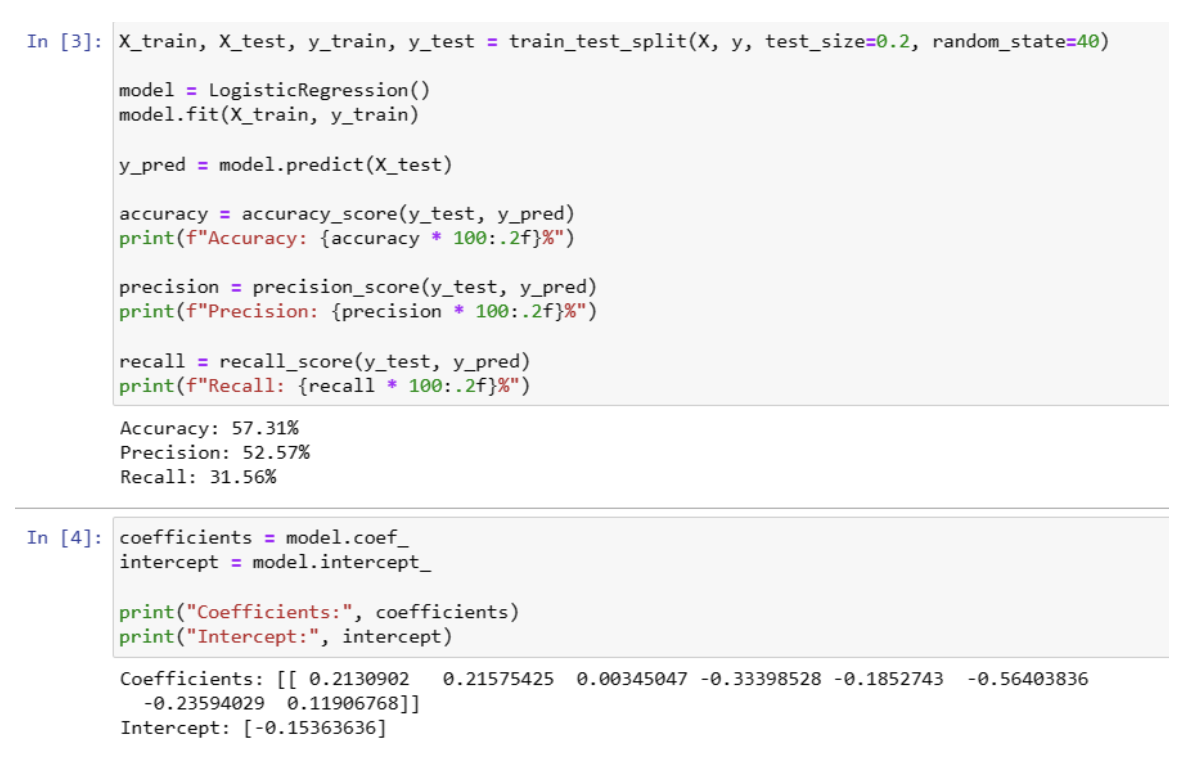 In [3]: X_train, X_test, y_train, y_test = train_test_split(X, y, test_size=0.2, random_state=40)
model = LogisticRegression()
model.fit(X_train, y_train)
y_pred = model.predict(X_test)
accuracy = accuracy_score(y_test, y_pred)
print(f"Accuracy: {accuracy * 100:.2f}%")
precision = precision_score(y_test, y_pred)
print(f"Precision: {precision * 100:.2f}%")
recall = recall_score(y_test, y_pred)
print(f"Recall: {recall * 100:.2f}%")
Accuracy: 57.31%
Precision: 52.57%
Recall: 31.56%
In [4]: coefficients = model.coef_
intercept = model.intercept_
print("Coefficients:", coefficients)
print("Intercept:", intercept)
Coefficients: [[ 0.2130902   0.21575425  0.00345047 -0.33398528 -0.1852743  -0.56403836
-0.23594029  0.11906768]]
Intercept: [-0.15363636]